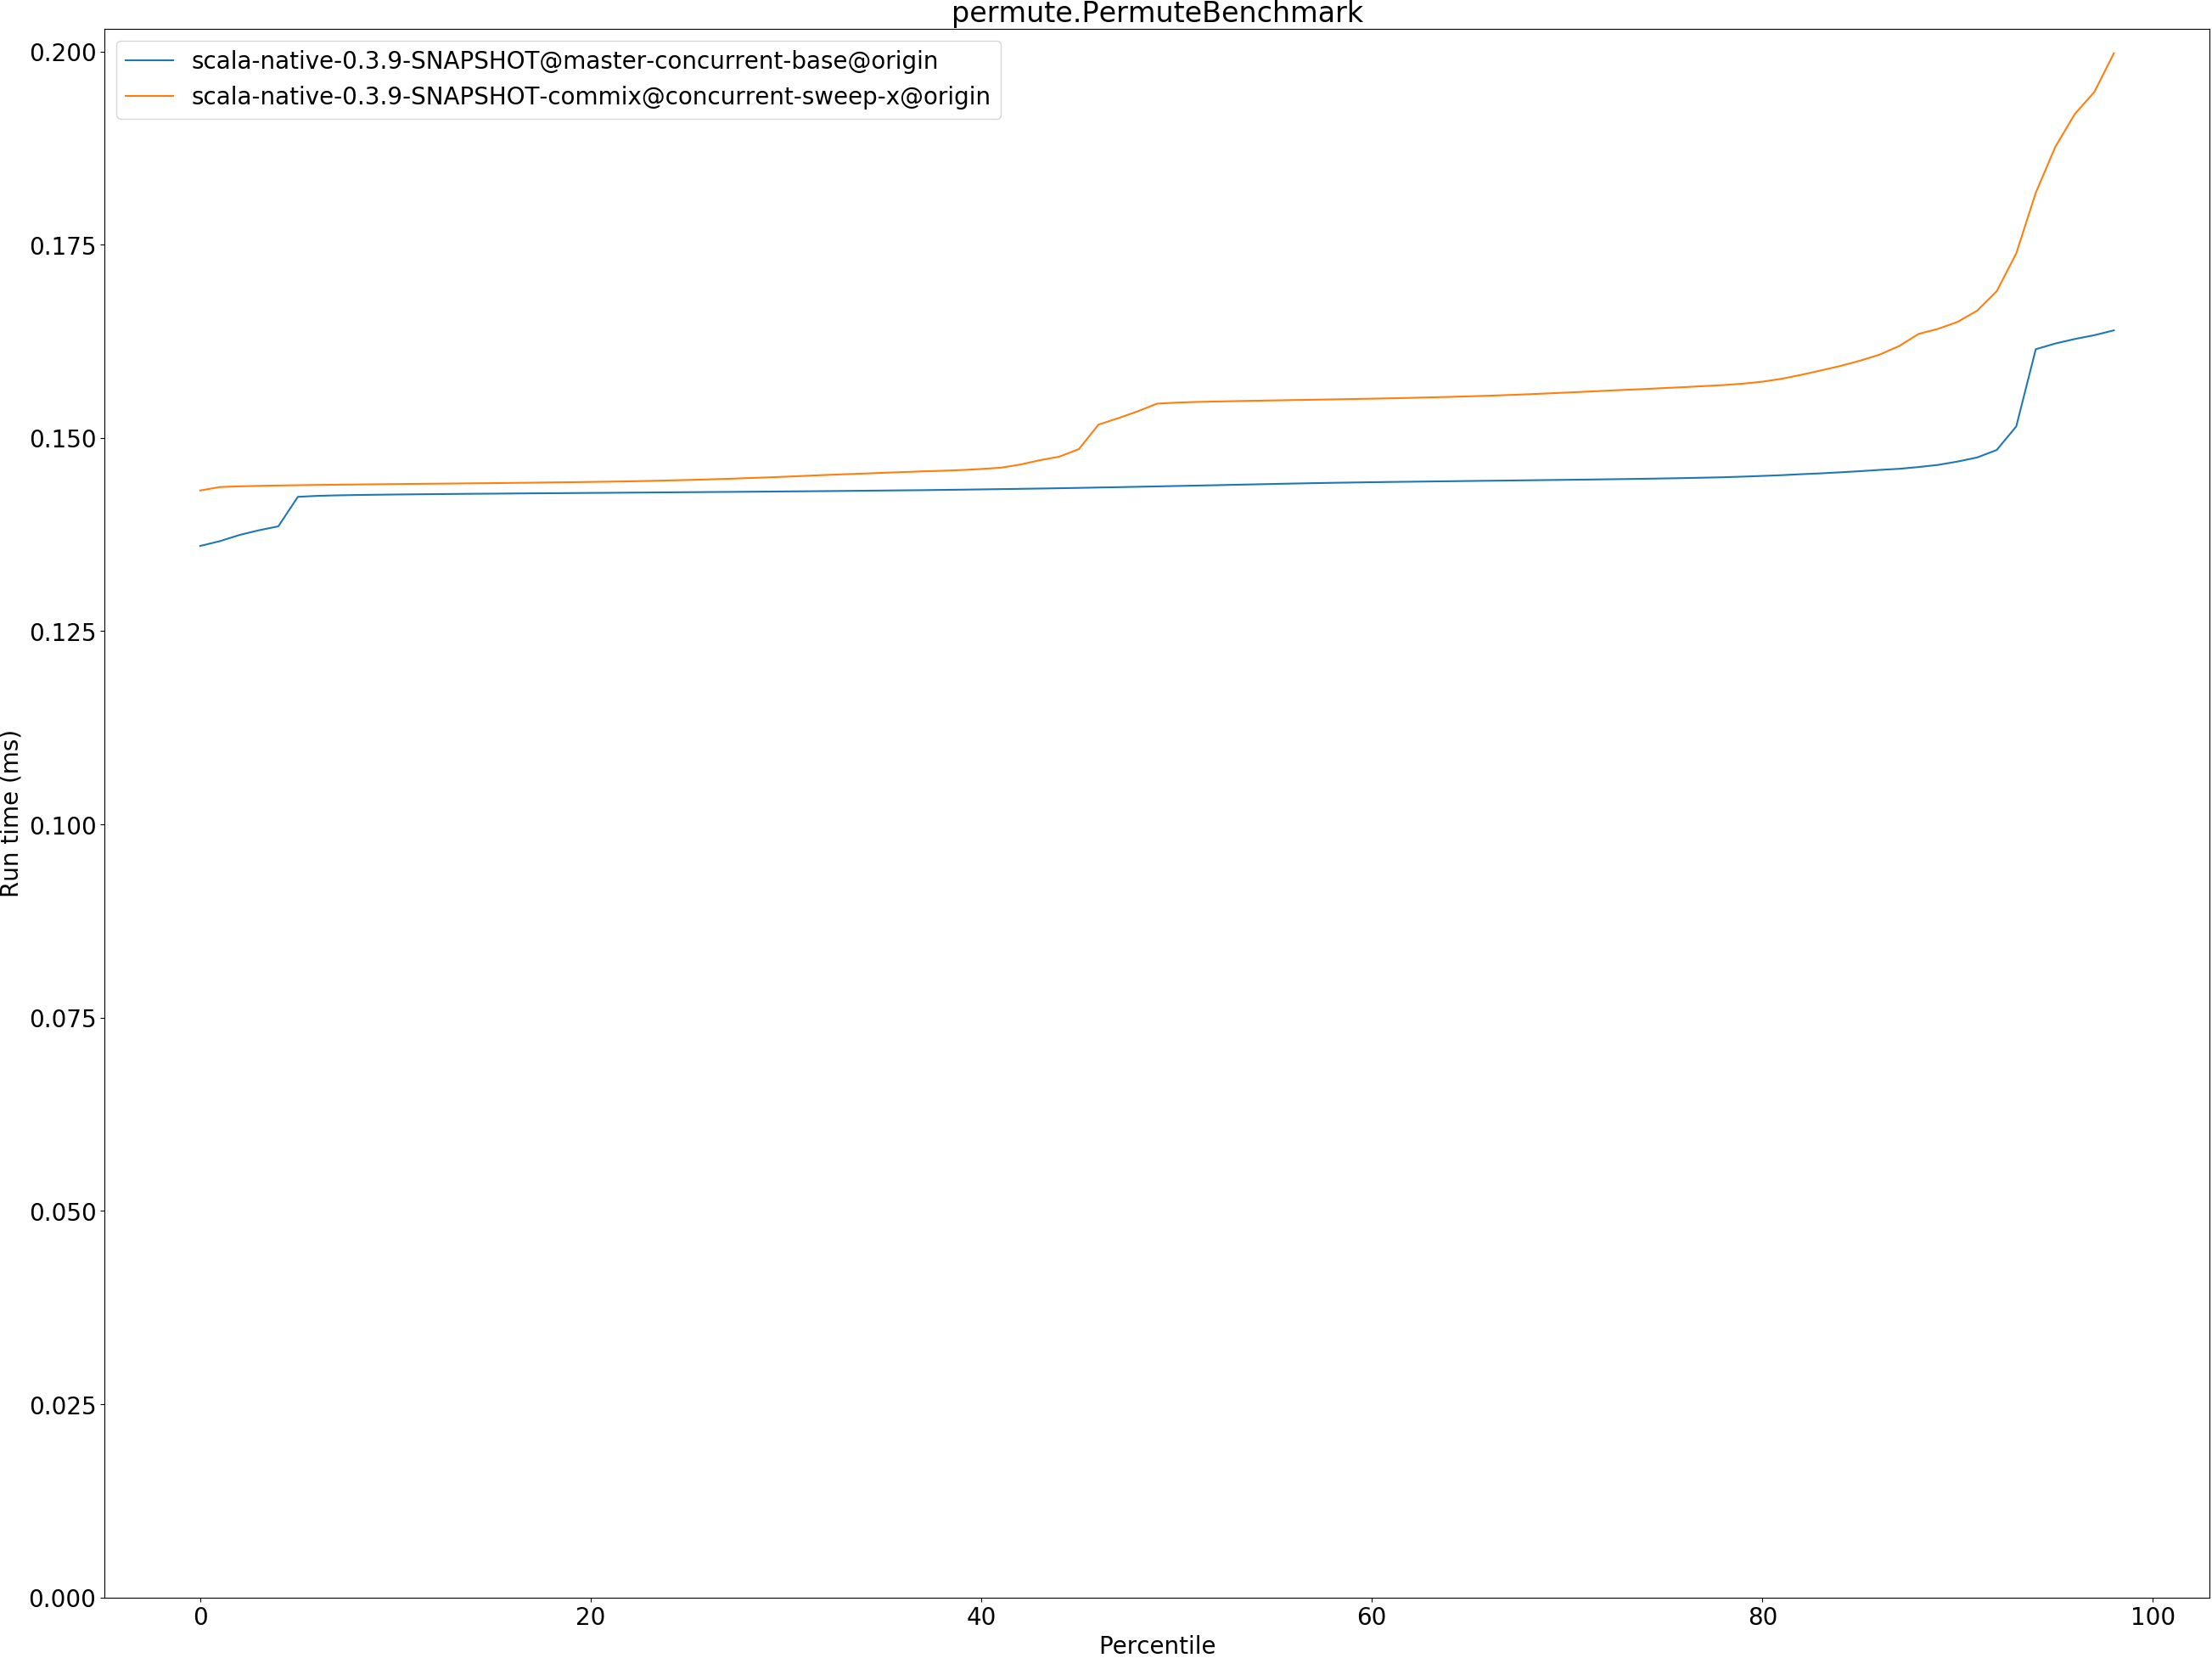 permute.PermuteBenchmark
scala-native-0.3.9-SNAPSHOT@master-concurrent-base@origin
scala-native-0.3.9-SNAPSHOT-commix@concurrent-sweep-x@origin
0.200
0.175
0.150
0.125
0.100
0.075
0.050
0.025
0.000
Run time (ms)
0 20 40 60 80 100
Percentile